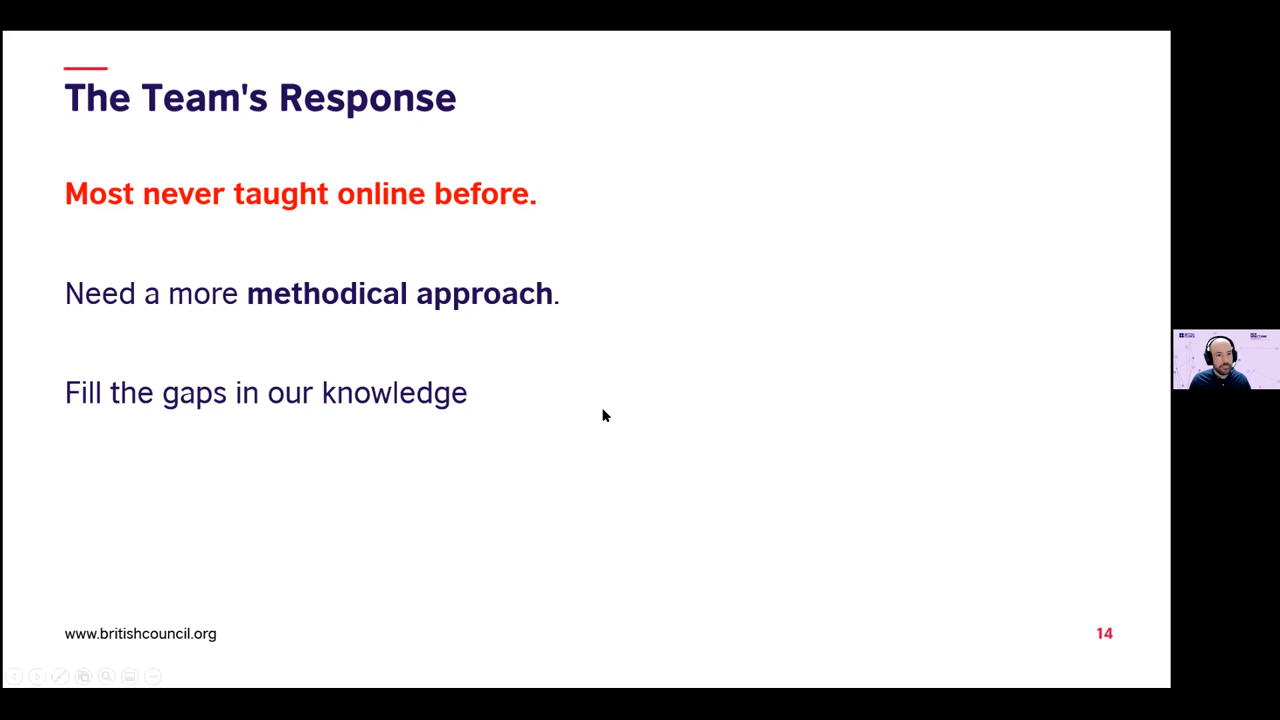 The Team's Response
Most never taught online before.
Need a more methodical approach.
Fill the gaps in our knowledge
www.britishcouncil.org
14